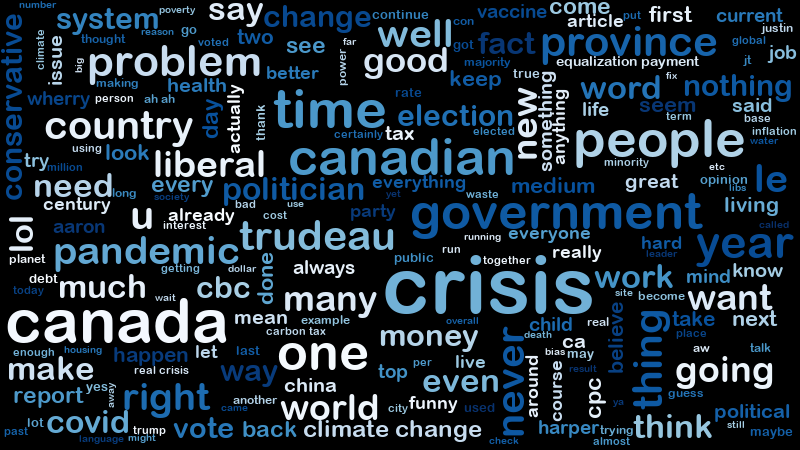 number
poverty
system
reason
go
say
change
continue
con
vaccine
come
article
put
first
current
justin
conservative
climate
issue
thought
voted
two
see
well
got
fact
province
global
jt
job
big
problem
better
good
far
power
majority
equalization payment
making
health
keep
true
word
fix
nothing
wherry
person
ah ah
day
actually
thank
time
rate
election
new
something
anything
life
seem
said
base
inflation
country
using
certainly
tax
elected
people
term
water
try
look
liberal
canadian
minority
etc
million
need
long
every
politician
everything
yet
waste
medium
great
opinion
libs
le
living
century
society
bad
use
lol
u
already
interest
cost
party
government
called
aaron
trudeau
running
everyone
hard
leader
year
planet
pandemic
getting
dollar
done
always
public
run
together
really
mind
know
debt
today
much
wait
cbc
many
crisis
work
site
become
want
canada
mean
example
carbon tax
overall
never
death
child
real
believe
thing
take
next
place
enough
housing
happen
let
last
one
money
ca
bias
may
aw
talk
make
real crisis
way
china
top
per
live
even
around
course
result
going
report
yes
away
right
another
world
city
funny
used
cpc
ya
guess
political
past
lot
covid
trump
came
vote
back
climate change
check
harper
trying
think
still
language
might
almost
maybe